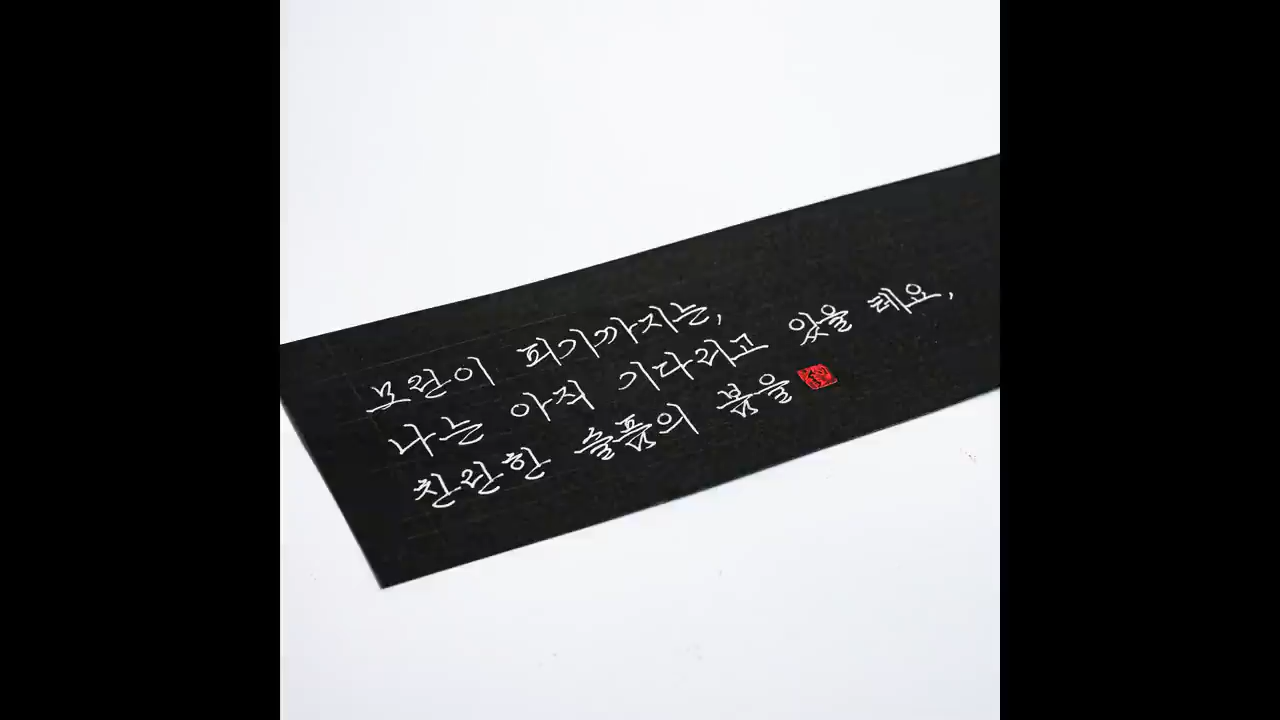 모란이 피기까지는,
나는 아직 기다리고 있을 테요,
찬란한 슬픔의 봄을